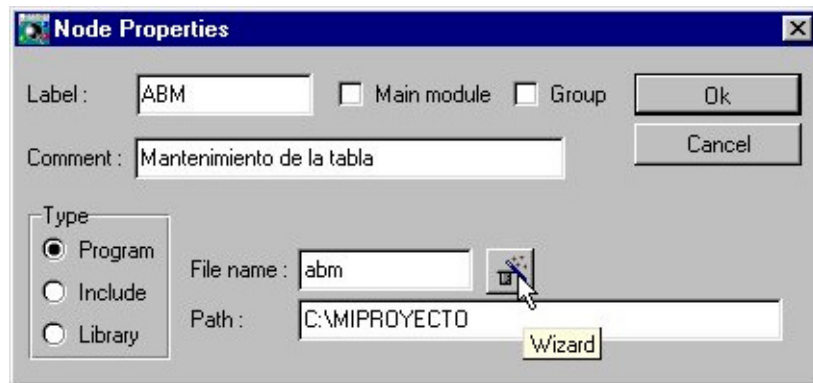 Node Properties
Label : ABM Main module Group Ok
Comment : Mantenimiento de la tabla Cancel
Type
Program
Include
Library
File name : abm
Path : C:\MIPROYECTO
Wizard